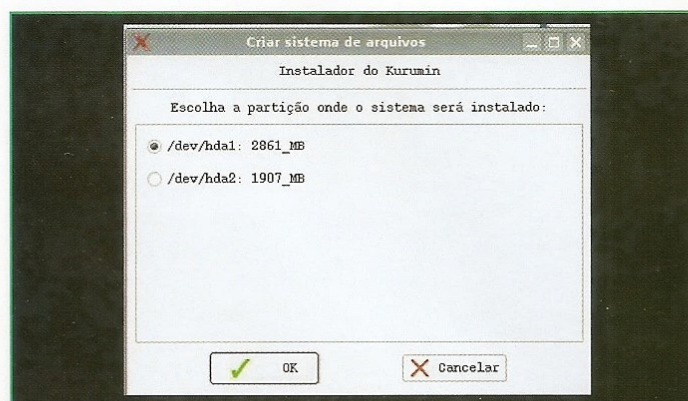 Criar sistema de arquivos
Instalador do Kurumin
Escolha a partição onde o sistema será instalado:
/dev/hda1: 2861_MB
/dev/hda2: 1907_MB
OK
Cancelar